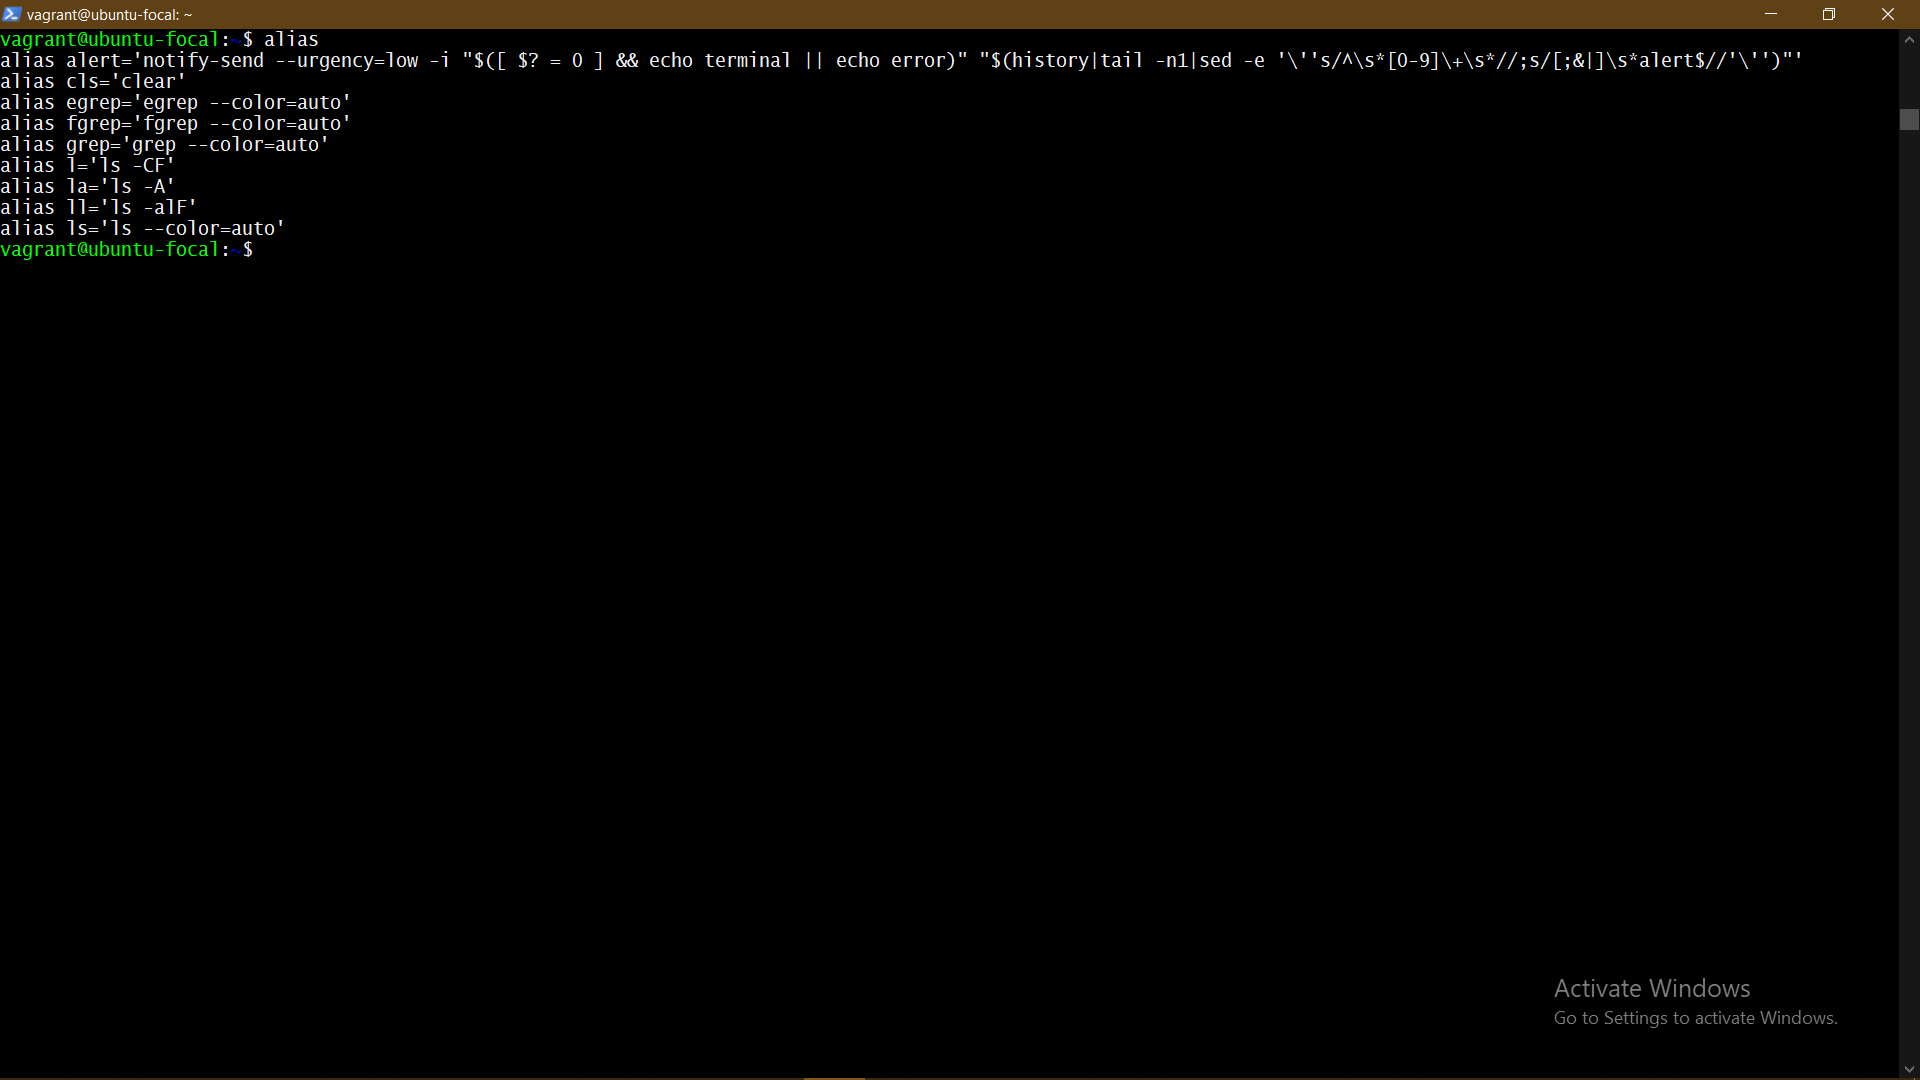 vagrant@ubuntu-focal: ~
vagrant@ubuntu-focal:~$ alias
alias alert='notify-send --urgency=low -i "$([ $? = 0 ] && echo terminal || echo error)" "$(history|tail -n1|sed -e '\''s/^\s*[0-9]\+\s*//;s/[;&|]\s*alert$//'\'')"'
alias cls='clear'
alias egrep='egrep --color=auto'
alias fgrep='fgrep --color=auto'
alias grep='grep --color=auto'
alias l='ls -CF'
alias la='ls -A'
alias ll='ls -alF'
alias ls='ls --color=auto'
vagrant@ubuntu-focal:~$
Activate Windows
Go to Settings to activate Windows.